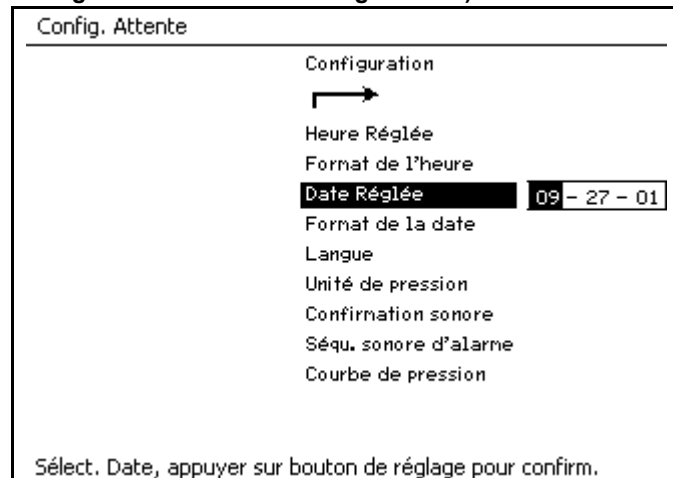 Config. Attente
Configuration
Heure Réglée
Format de l'heure
Date Réglée 09 - 27 - 01
Format de la date
Langue
Unité de pression
Confirmation sonore
Séqu. sonore d'alarme
Courbe de pression
Sélect. Date, appuyer sur bouton de réglage pour confirm.